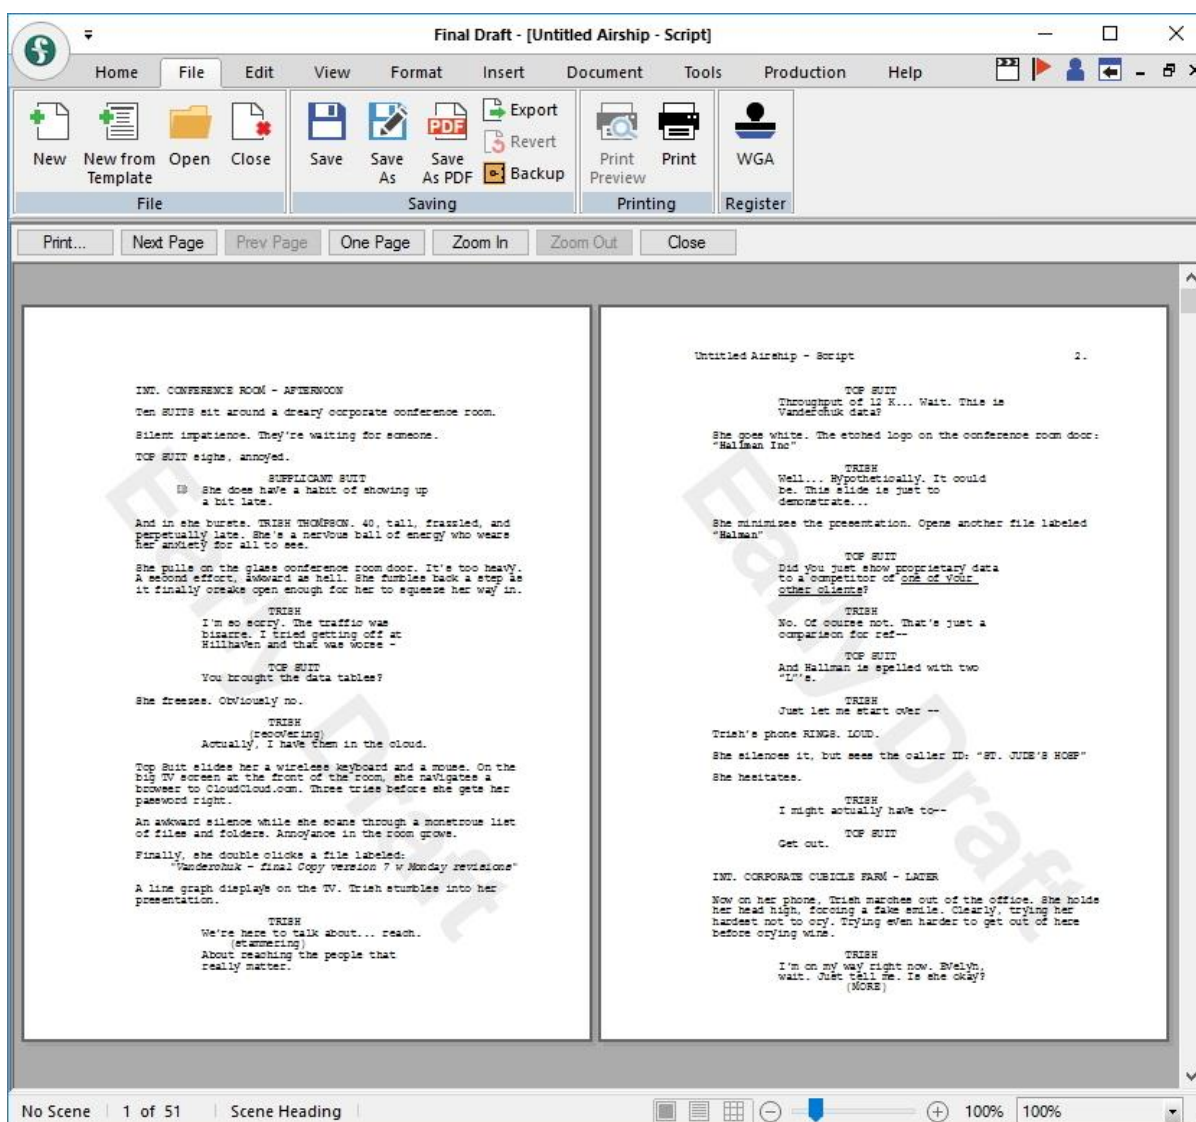 Final Draft - [Untitled Airship - Script]
Home File Edit View Format Insert Document Tools Production Help
New
New from Template
Open
Close
Save
Save As
Save As PDF
Export
Revert
Backup
Print Preview
Print
WGA
File Saving Printing Register
Print... Next Page Prev Page One Page Zoom In Zoom Out Close
Early Draft
INT. CONFERENCE ROOM - AFTERNOON
Ten SUITS sit around a dreary corporate conference room.
Silent impatience. They're waiting for someone.
TOP SUIT sighs, annoyed.
SUPPLICANT SUIT
She does have a habit of showing up
a bit late.
And in she bursts. TRISH THOMPSON. 40, tall, frazzled, and
perpetually late. She's a nervous ball of energy who wears
her anxiety for all to see.
She pulls on the glass conference room door. It's too heavy.
A second effort, awkward as hell. She fumbles back a step as
it finally creaks open enough for her to squeeze her way in.
TRISH
I'm so sorry. The traffic was
bizarre. I tried getting off at
Hillhaven and that was worse -
TOP SUIT
You brought the data tables?
She freezes. Obviously no.
TRISH
(recovering)
Actually, I have them in the cloud.
Top Suit slides her a wireless keyboard and a mouse. On the
big TV screen at the front of the room, she navigates a
browser to CloudCloud.com. Three tries before she gets her
password right.
An awkward silence while she scans through a monstrous list
of files and folders. Annoyance in the room grows.
Finally, she double clicks a file labeled:
"Vanderchuk - final Copy version 7 w Monday revisions"
A line graph displays on the TV. Trish stumbles into her
presentation.
TRISH
We're here to talk about... reach.
(stammering)
About reaching the people that
really matter.
Untitled Airship - Script 2.
Early Draft
TOP SUIT
Throughput of 12 K... Wait. This is
Vanderchuk data?
She goes white. The etched logo on the conference room door:
“Hallman Inc”
TRISH
Well... Hypothetically. It could
be. This slide is just to
demonstrate...
She minimizes the presentation. Opens another file labeled
“Halman”
TOP SUIT
Did you just show proprietary data
to a competitor of one of your
other clients?
TRISH
No. Of course not. That's just a
comparison for ref--
TOP SUIT
And Hallman is spelled with two
“L”'s.
TRISH
Just let me start over --
Trish's phone RINGS. LOUD.
She silences it, but sees the caller ID: “ST. JUDE'S HOSP”
She hesitates.
TRISH
I might actually have to--
TOP SUIT
Get out.
INT. CORPORATE CUBICLE FARM - LATER
Now on her phone, Trish marches out of the office. She holds
her head high, forcing a fake smile. Clearly, trying her
hardest not to cry. Trying even harder to get out of here
before crying wins.
TRISH
I'm on my way right now. Evelyn,
wait. Just tell me. Is she okay?
(MORE)
No Scene 1 of 51 Scene Heading 100% 100%